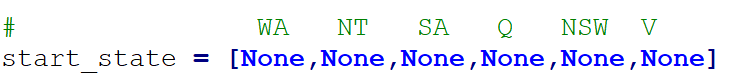 # WA NT SA Q NSW V
start_state = [None,None,None,None,None,None]